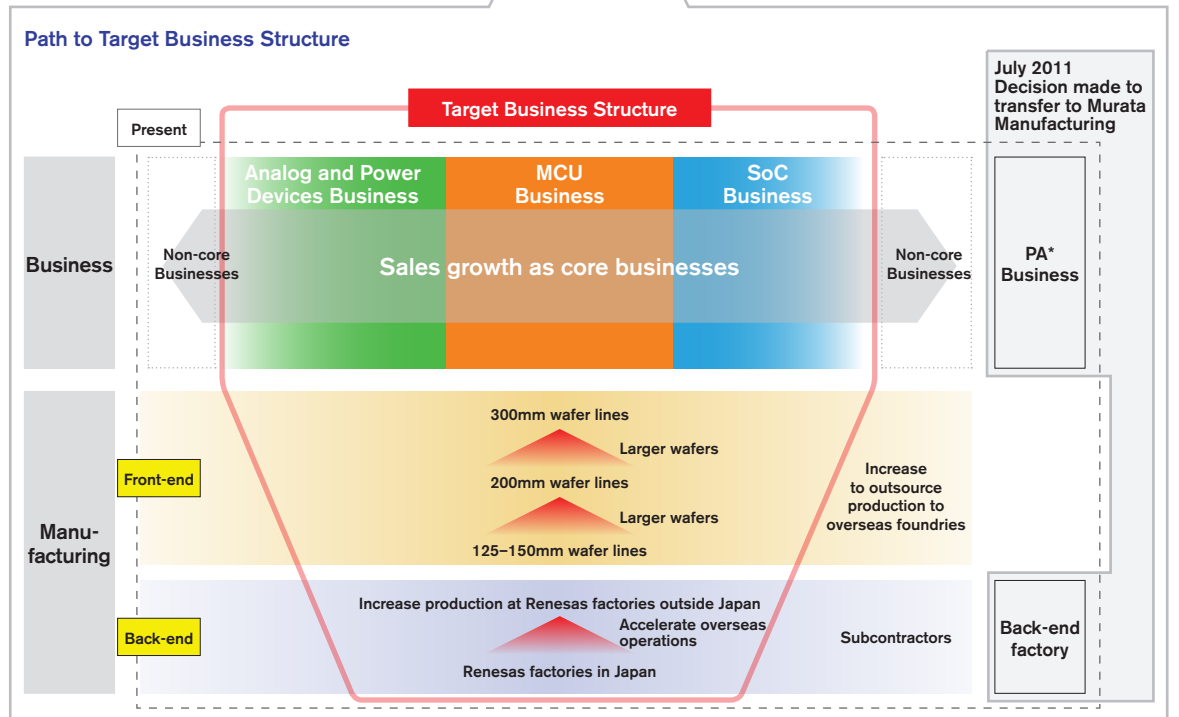 Path to Target Business Structure
July 2011
Decision made to
transfer to Murata
Manufacturing
Target Business Structure
Present
Analog and Power
Devices Business
MCU
Business
SoC
Business
Business
Non-core
Businesses
Sales growth as core businesses
Non-core
Businesses
PA*
Business
Manu-
facturing
Front-end
300mm wafer lines
Larger wafers
200mm wafer lines
Larger wafers
125–150mm wafer lines
Increase
to outsource
production to
overseas foundries
Back-end
Increase production at Renesas factories outside Japan
Accelerate overseas
operations
Renesas factories in Japan
Subcontractors
Back-end
factory